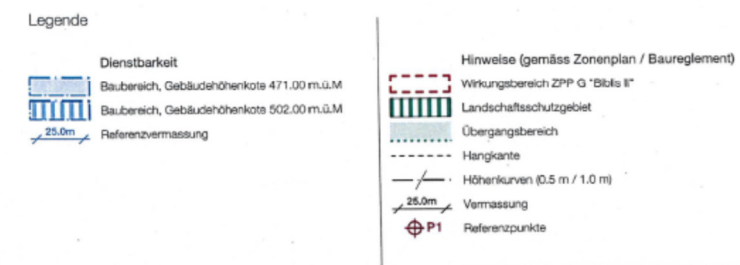 Legende
Dienstbarkeit
Baubereich, Gebäudehöhenkote 471.00 m.ü.M
Baubereich, Gebäudehöhenkote 502.00 m.ü.M
25.0m Referenzvermassung
Hinweise (gemäss Zonenplan / Baureglement)
Wirkungsbereich ZPP G "Biblis II"
Landschaftsschutzgebiet
Übergangsbereich
Hangkante
Höhenkurven (0.5 m / 1.0 m)
25.0m Vermassung
P1 Referenzpunkte